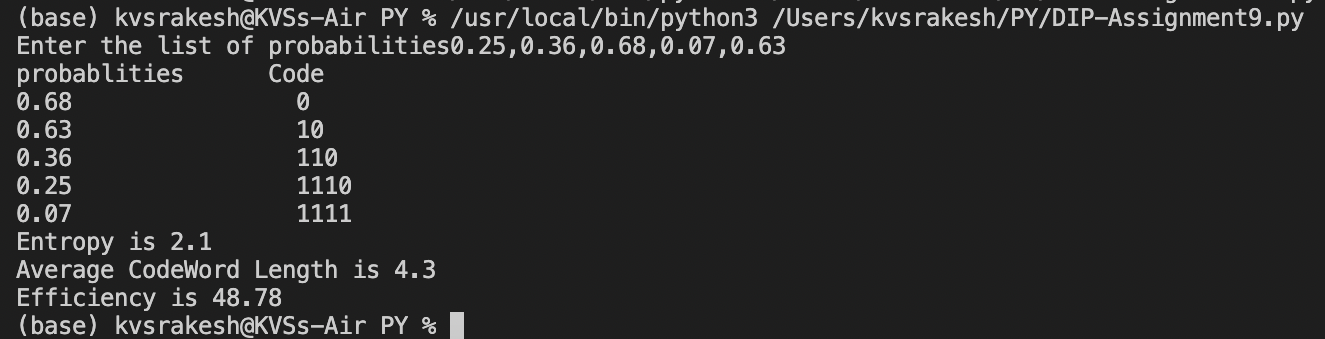 (base) kvsrakesh@KVSs-Air PY % /usr/local/bin/python3 /Users/kvsrakesh/PY/DIP-Assignment9.py
Enter the list of probabilities0.25,0.36,0.68,0.07,0.63
probablities      Code
0.68                0
0.63                10
0.36                110
0.25                1110
0.07                1111
Entropy is 2.1
Average CodeWord Length is 4.3
Efficiency is 48.78
(base) kvsrakesh@KVSs-Air PY %